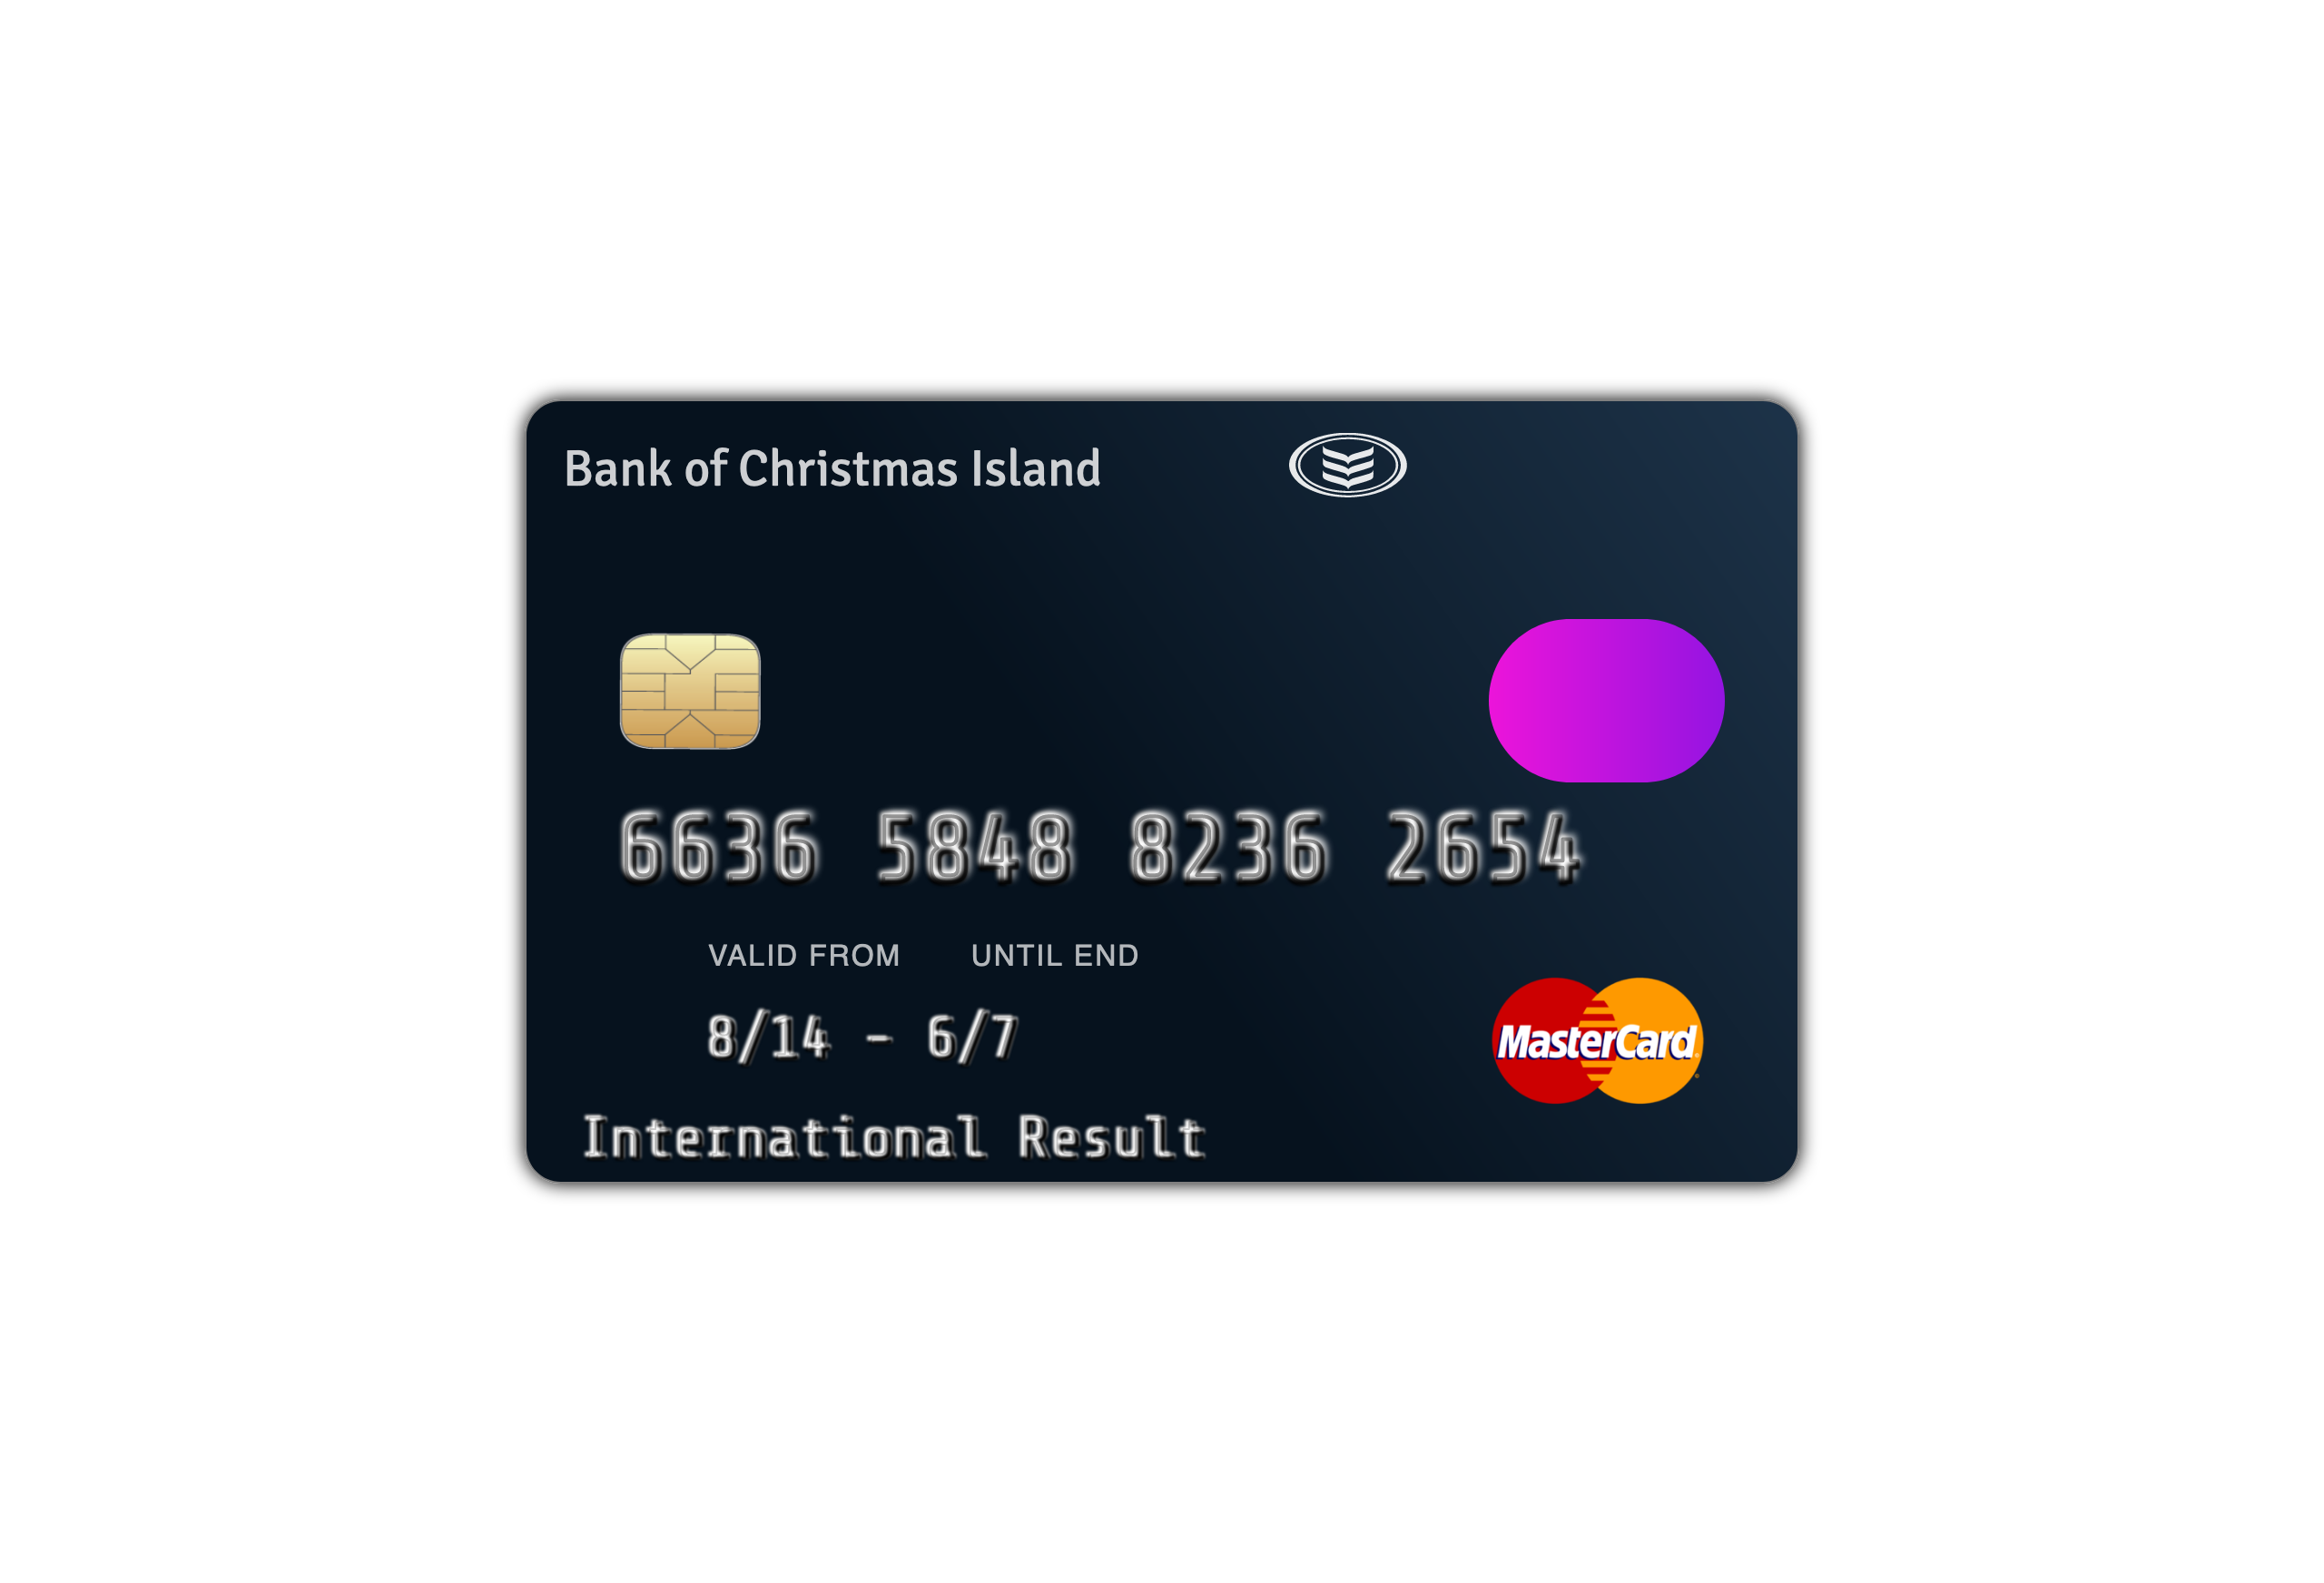 Bank of Christmas Island
6636 5848 8236 2654
VALID FROM UNTIL END
8/14 - 6/7
MasterCard
International Result